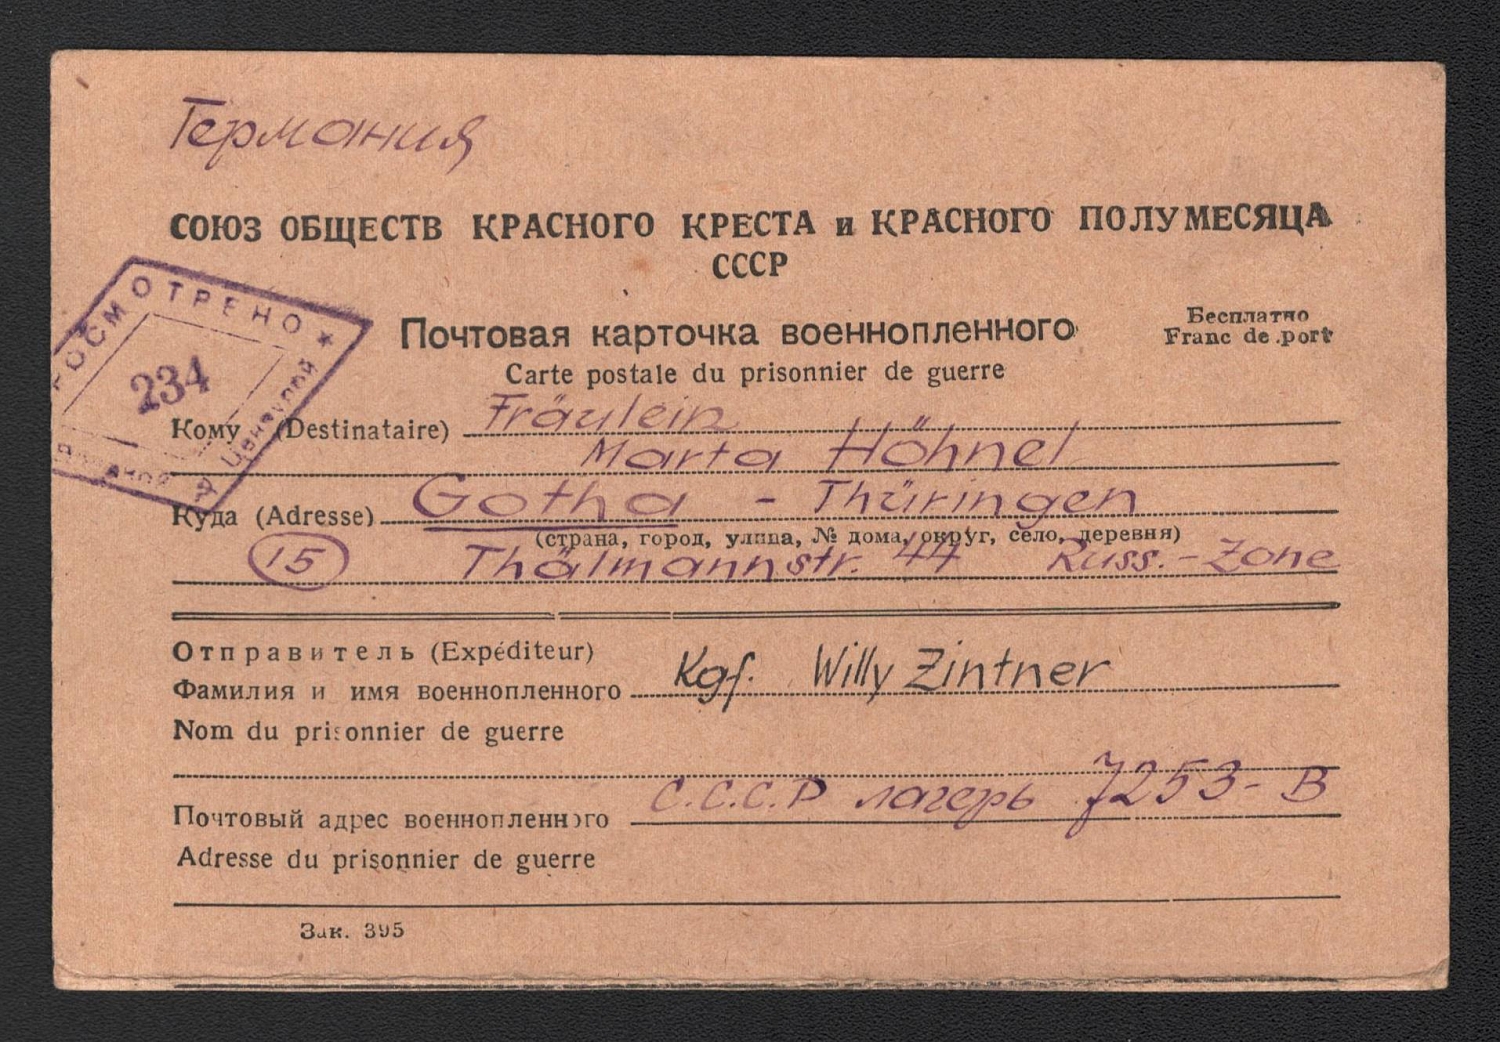 Германия
СОЮЗ ОБЩЕСТВ КРАСНОГО КРЕСТА и КРАСНОГО ПОЛУМЕСЯЦА
СССР
ПРОСМОТРЕНО ★
234
Военной
Цензурой
Почтовая карточка военнопленного
Бесплатно
Franc de port
Carte postale du prisonnier de guerre
Кому (Destinataire) Fräulein
Marta Höhnel
Куда (Adresse) Gotha - Thüringen
(страна, город, улица, № дома, округ, село, деревня)
15 Thälmannstr. 44 Russ.-Zone
Отправитель (Expéditeur)
Фамилия и имя военнопленного Kgf. Willy Zintner
Nom du prisonnier de guerre
Почтовый адрес военнопленного С.С.С.Р лагерь 7253-В
Adresse du prisonnier de guerre
Зак. 395